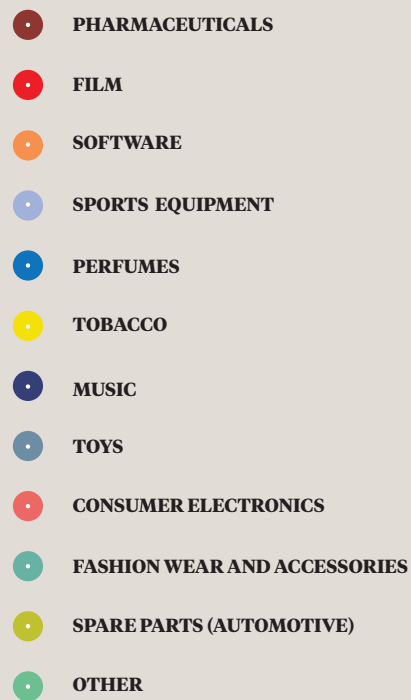 PHARMACEUTICALS
FILM
SOFTWARE
SPORTS EQUIPMENT
PERFUMES
TOBACCO
MUSIC
TOYS
CONSUMER ELECTRONICS
FASHION WEAR AND ACCESSORIES
SPARE PARTS (AUTOMOTIVE)
OTHER